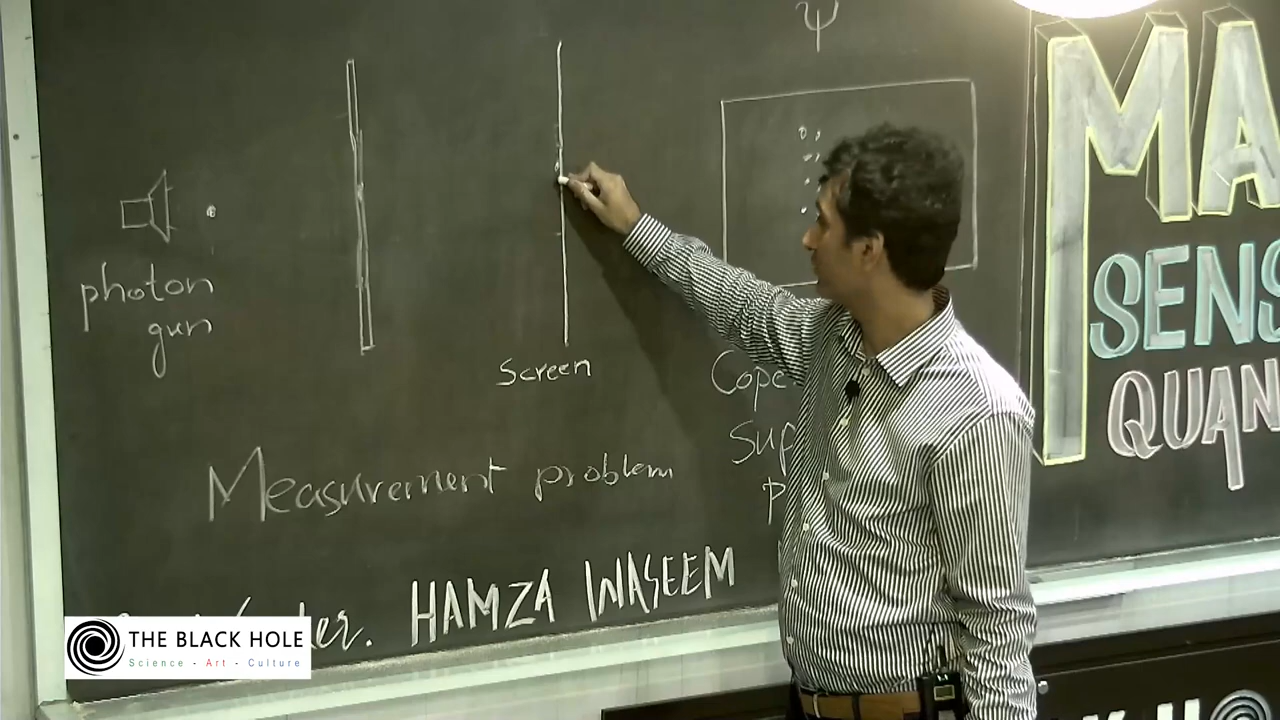 ψ
photon
gun
Screen
Cope
Sup
P
Measurement problem
HAMZA WASEEM
MA
SENS
QUAN
THE BLACK HOLE
Science - Art - Culture